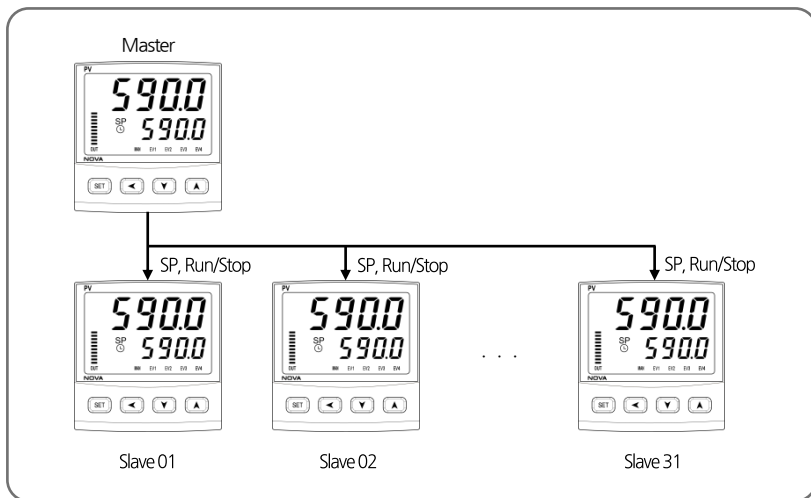 Master
PV
590.0
SP
590.0
OUT EV1 EV2 EV3 EV4
NOVA
SET
SP, Run/Stop SP, Run/Stop SP, Run/Stop
PV PV PV
590.0 590.0 590.0
SP SP SP
590.0 590.0 590.0
OUT EV1 EV2 EV3 EV4 OUT EV1 EV2 EV3 EV4 OUT EV1 EV2 EV3 EV4
NOVA NOVA NOVA
. . .
SET SET SET
Slave 01 Slave 02 Slave 31